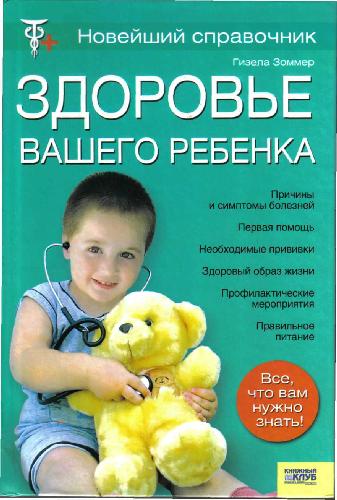 Новейший справочник
Гизела Зоммер
ЗДОРОВЬЕ
ВАШЕГО РЕБЕНКА
Причины
и симптомы болезней
Первая помощь
Необходимые прививки
Здоровый образ жизни
Профилактические
мероприятия
Правильное
питание
Все,
что вам
нужно
знать!
КНИЖНЫЙ
КЛУБ